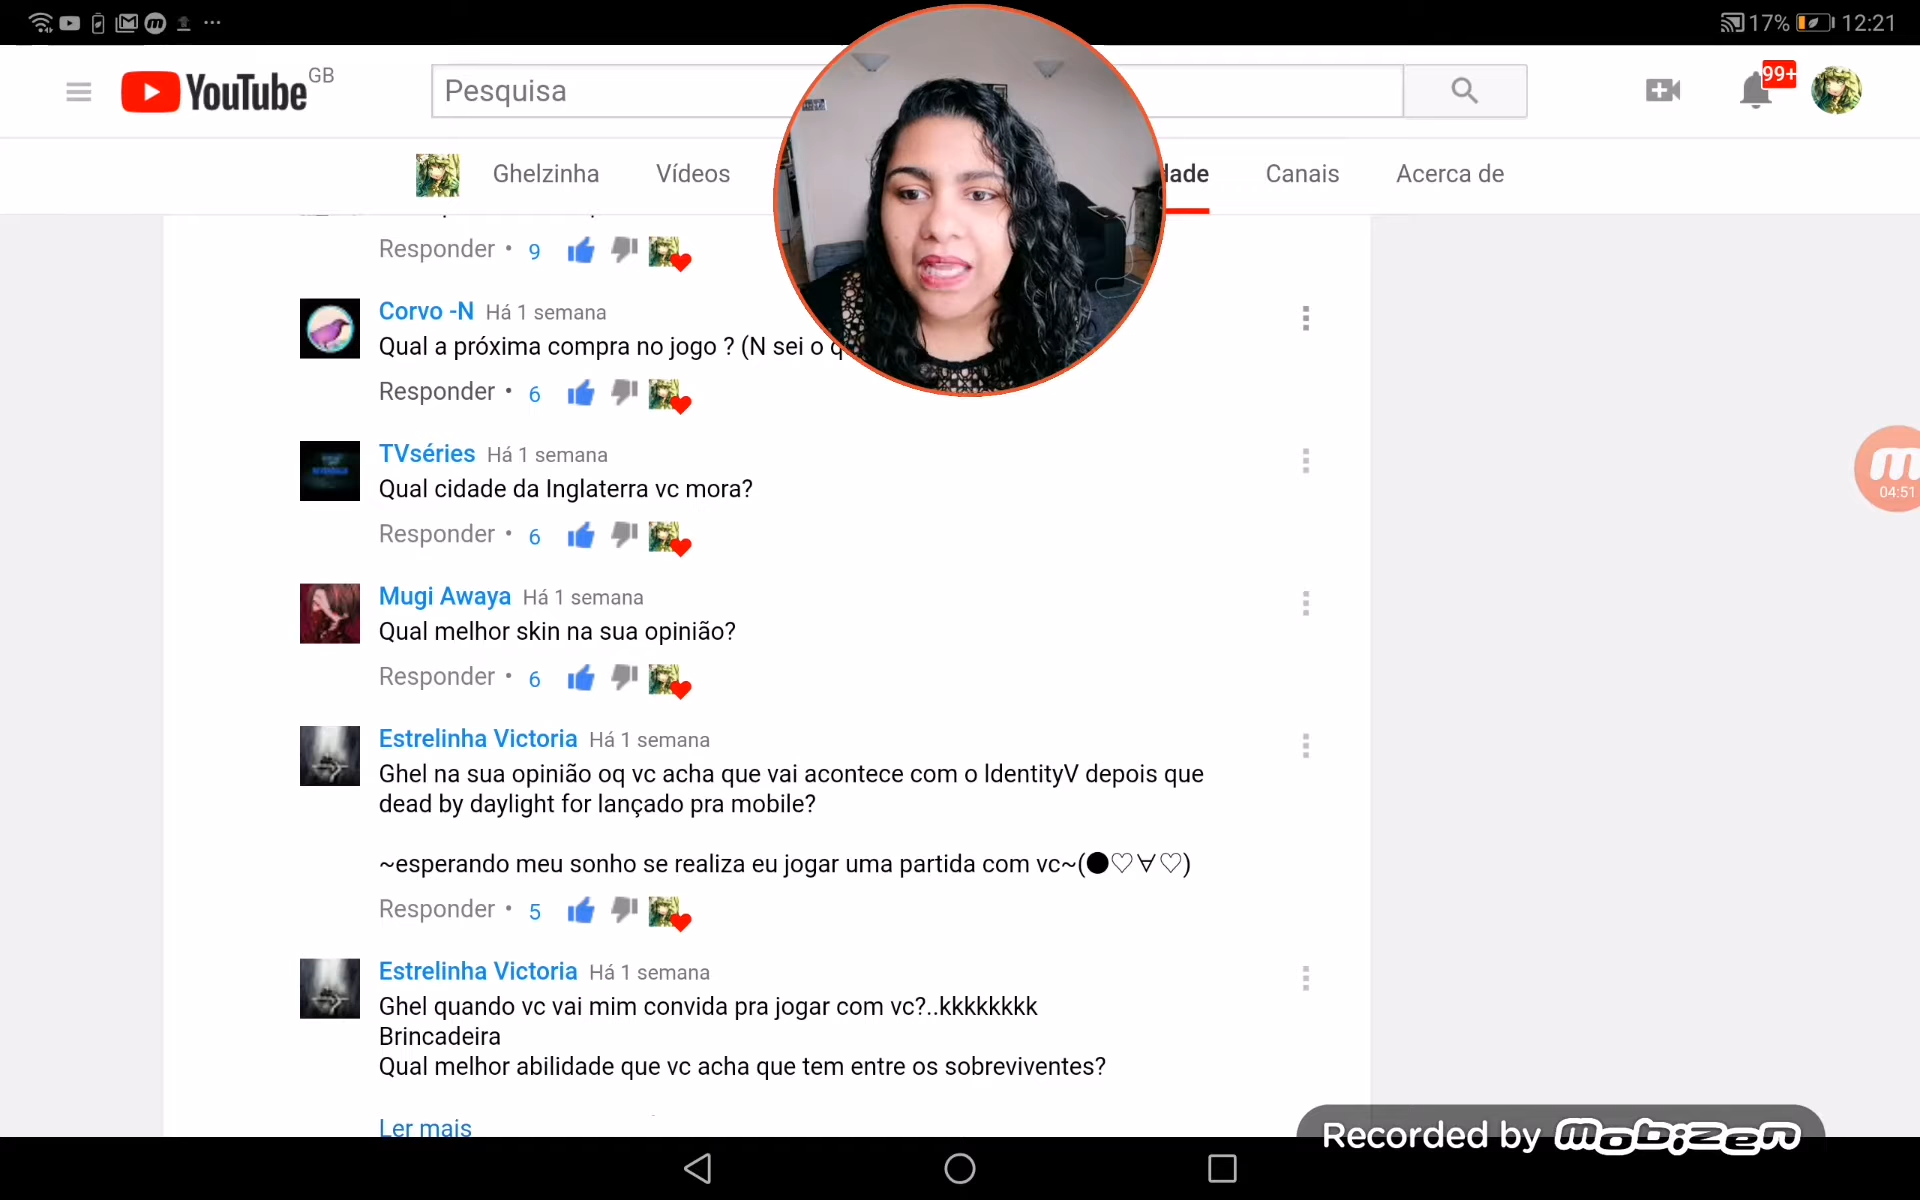 17% 12:21
YouTube GB
Pesquisa
99+
Ghelzinha Vídeos dade Canais Acerca de
Responder • 9
Corvo -N Há 1 semana
Qual a próxima compra no jogo ? (N sei o q
Responder • 6
TVséries Há 1 semana
Qual cidade da Inglaterra vc mora?
Responder • 6
04:51
Mugi Awaya Há 1 semana
Qual melhor skin na sua opinião?
Responder • 6
Estrelinha Victoria Há 1 semana
Ghel na sua opinião oq vc acha que vai acontece com o IdentityV depois que
dead by daylight for lançado pra mobile?
~esperando meu sonho se realiza eu jogar uma partida com vc~(●♡∀♡)
Responder • 5
Estrelinha Victoria Há 1 semana
Ghel quando vc vai mim convida pra jogar com vc?..kkkkkkkk
Brincadeira
Qual melhor abilidade que vc acha que tem entre os sobreviventes?
Ler mais
Recorded by mobizen